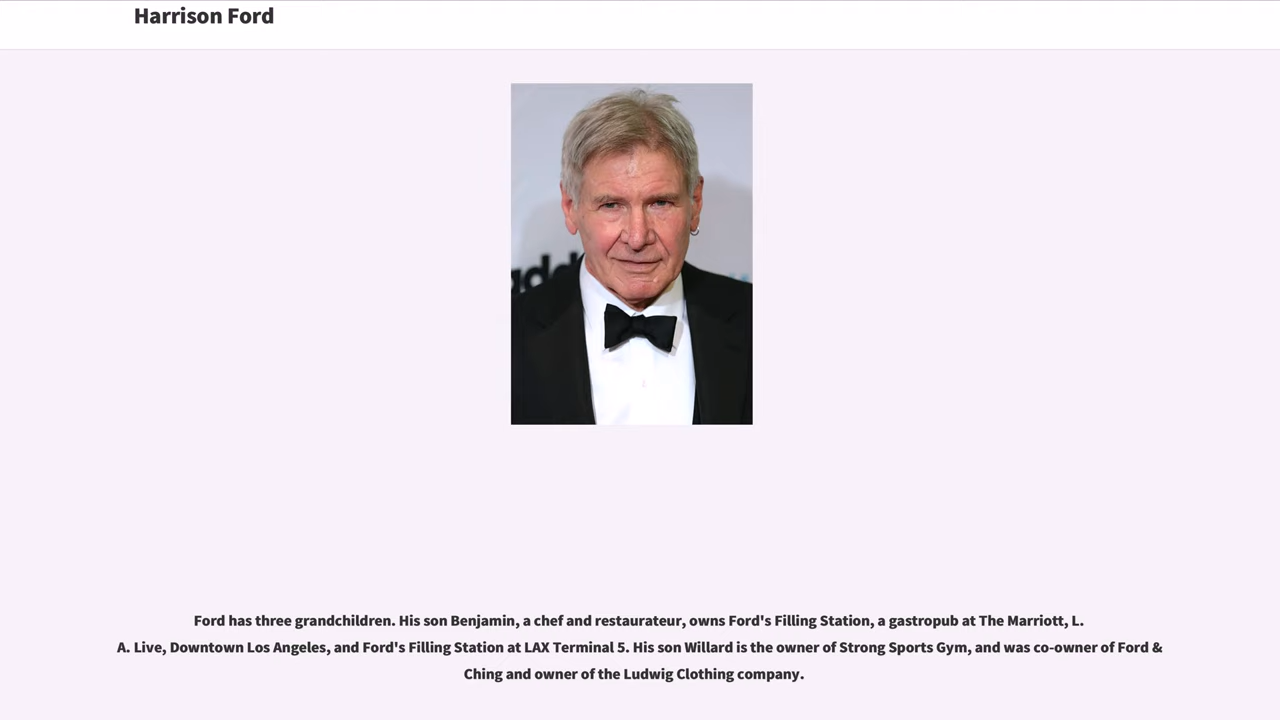 Harrison Ford
add
Ford has three grandchildren. His son Benjamin, a chef and restaurateur, owns Ford's Filling Station, a gastropub at The Marriott, L.
A. Live, Downtown Los Angeles, and Ford's Filling Station at LAX Terminal 5. His son Willard is the owner of Strong Sports Gym, and was co-owner of Ford &
Ching and owner of the Ludwig Clothing company.